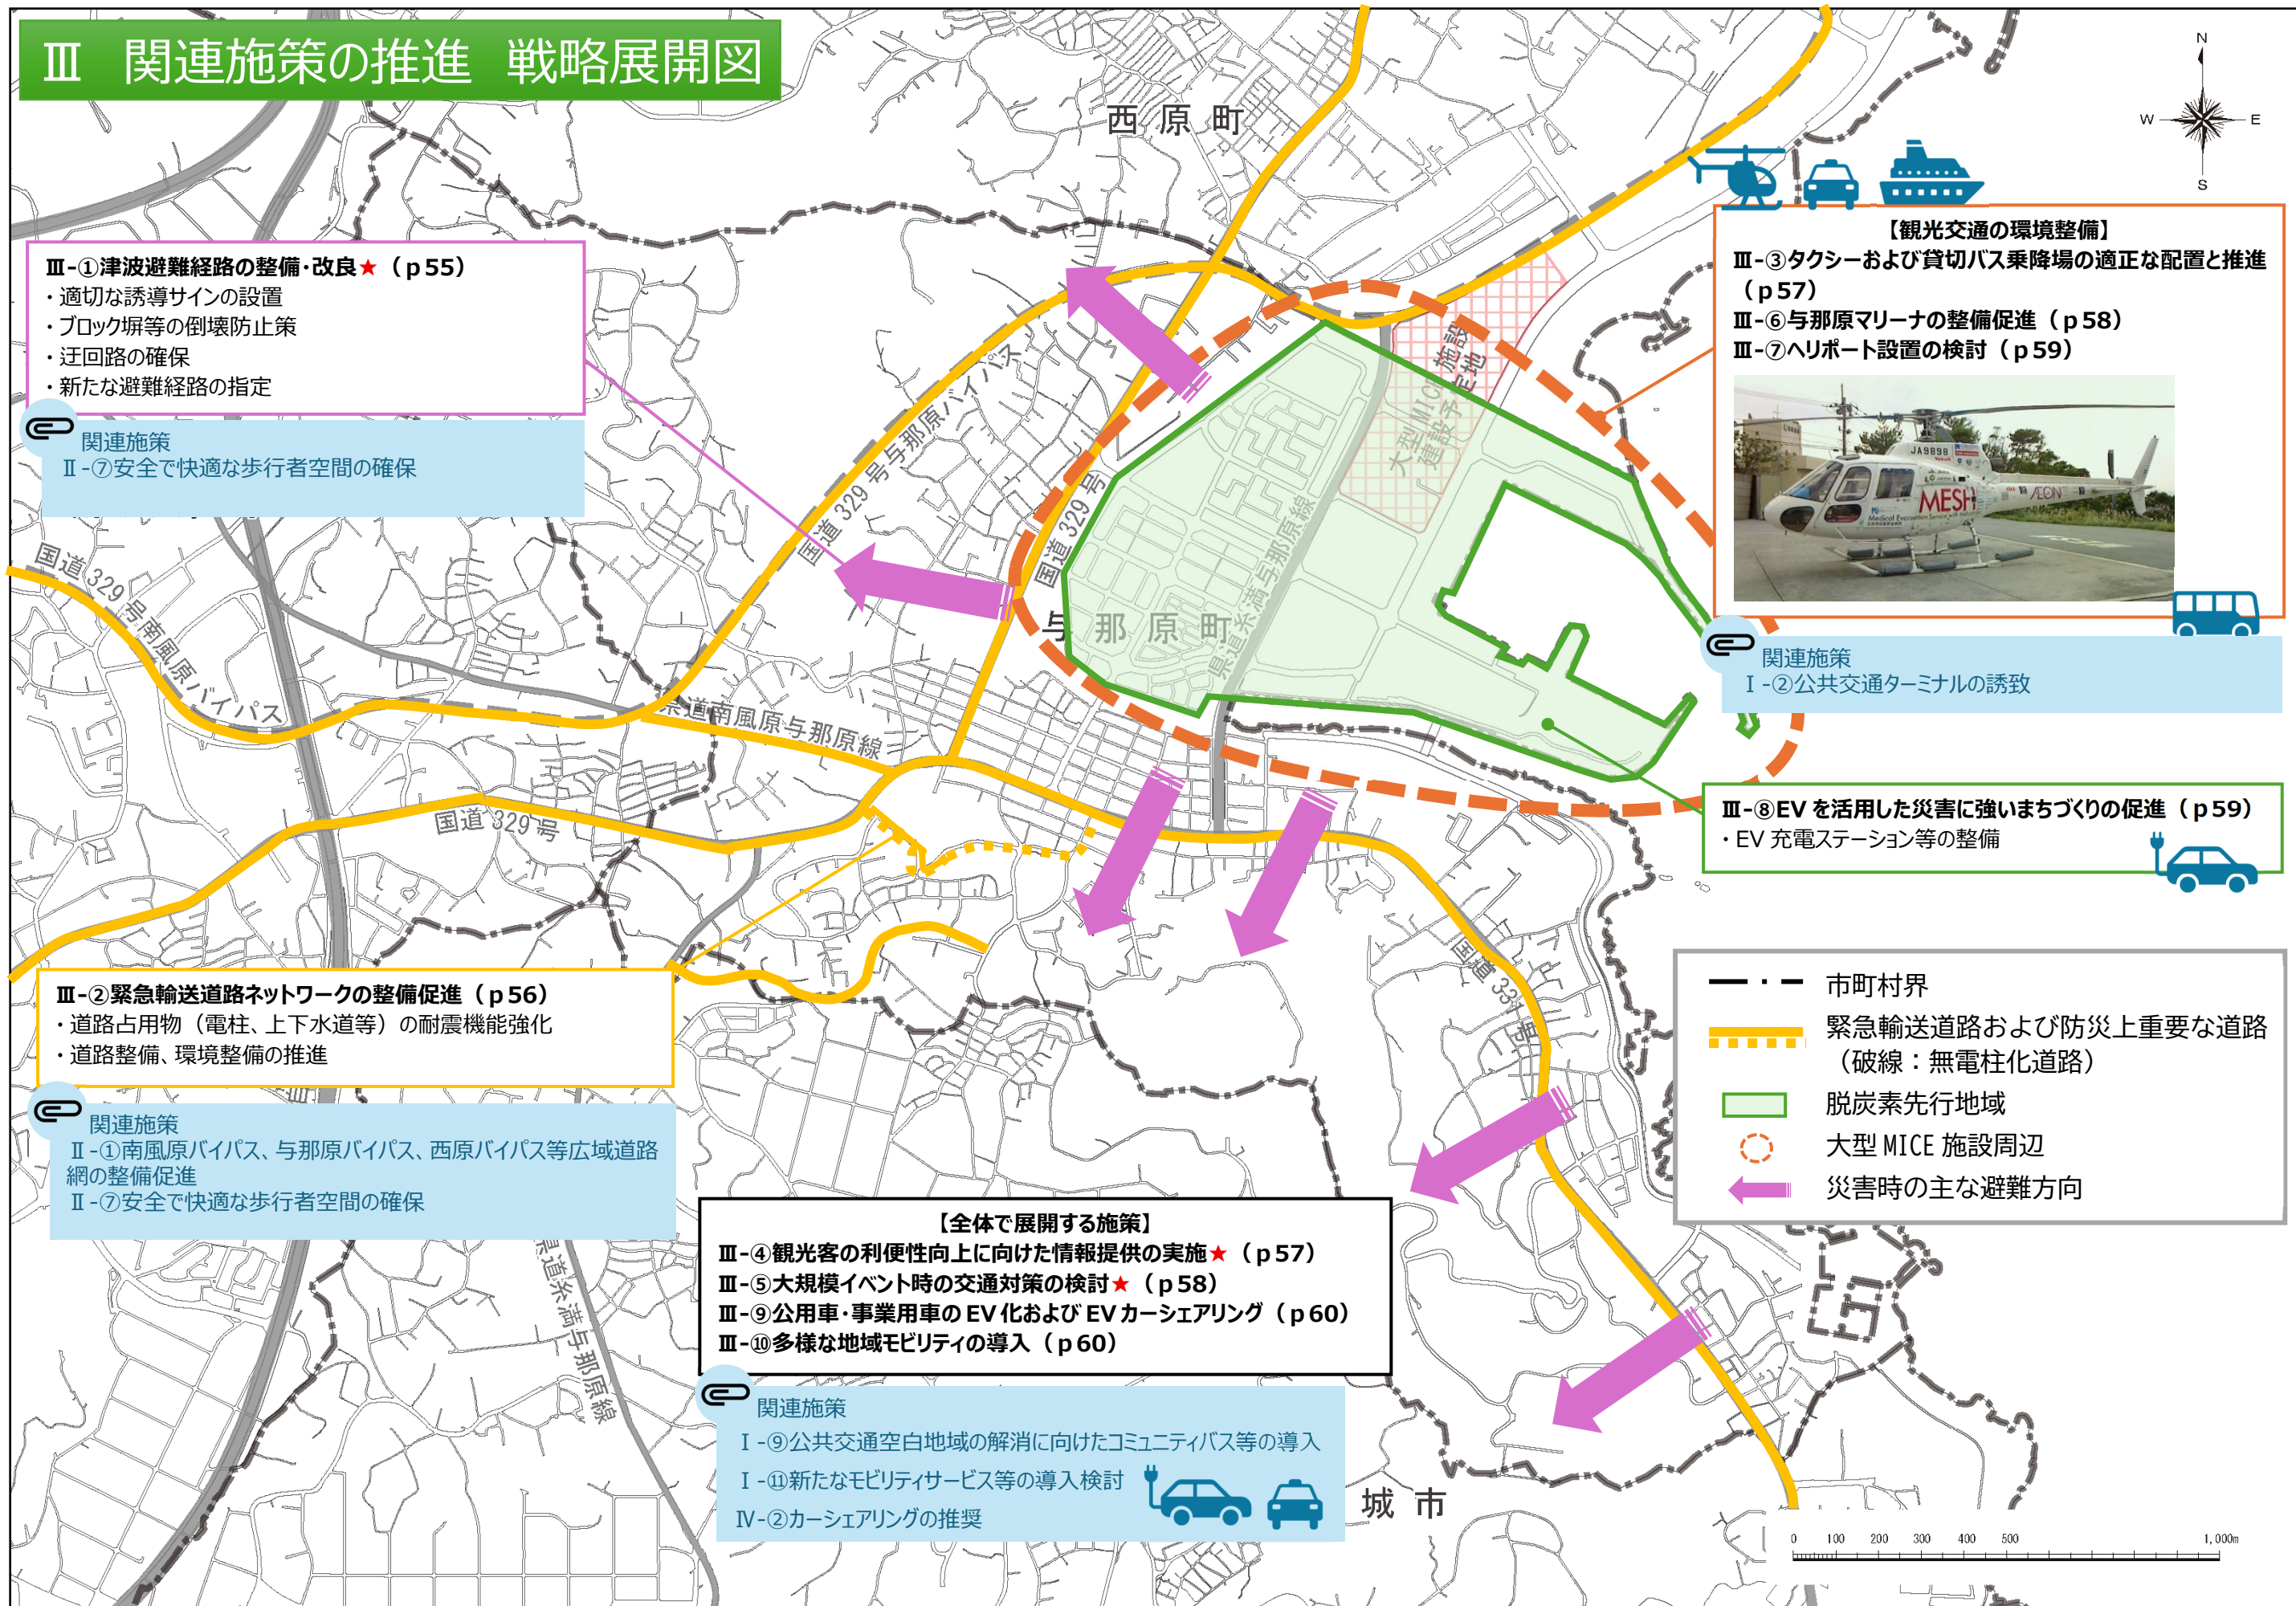 Ⅲ 関連施策の推進 戦略展開図
N
W
E
S
西原町
Ⅲ-①津波避難経路の整備・改良★（p55）
・適切な誘導サインの設置
・ブロック塀等の倒壊防止策
・迂回路の確保
・新たな避難経路の指定
関連施策
Ⅱ-⑦安全で快適な歩行者空間の確保
【観光交通の環境整備】
Ⅲ-③タクシーおよび貸切バス乗降場の適正な配置と推進
（p57）
Ⅲ-⑥与那原マリーナの整備促進（p58）
Ⅲ-⑦ヘリポート設置の検討（p59）
JA9898
MESH
AEON
関連施策
Ⅰ-②公共交通ターミナルの誘致
国道329号与那原バイパス
国道329号
大型MICE施設
建設予定地
県道糸満与那原線
与那原町
国道329号南風原バイパス
県道南風原与那原線
国道329号
国道331号
Ⅲ-⑧EVを活用した災害に強いまちづくりの促進（p59）
・EV充電ステーション等の整備
Ⅲ-②緊急輸送道路ネットワークの整備促進（p56）
・道路占用物（電柱、上下水道等）の耐震機能強化
・道路整備、環境整備の推進
関連施策
Ⅱ-①南風原バイパス、与那原バイパス、西原バイパス等広域道路
網の整備促進
Ⅱ-⑦安全で快適な歩行者空間の確保
県道糸満与那原線
市町村界
緊急輸送道路および防災上重要な道路
（破線：無電柱化道路）
脱炭素先行地域
大型MICE施設周辺
災害時の主な避難方向
【全体で展開する施策】
Ⅲ-④観光客の利便性向上に向けた情報提供の実施★（p57）
Ⅲ-⑤大規模イベント時の交通対策の検討★（p58）
Ⅲ-⑨公用車・事業用車のEV化およびEVカーシェアリング（p60）
Ⅲ-⑩多様な地域モビリティの導入（p60）
関連施策
Ⅰ-⑨公共交通空白地域の解消に向けたコミュニティバス等の導入
Ⅰ-⑪新たなモビリティサービス等の導入検討
Ⅳ-②カーシェアリングの推奨
城市
0 100 200 300 400 500 1,000m